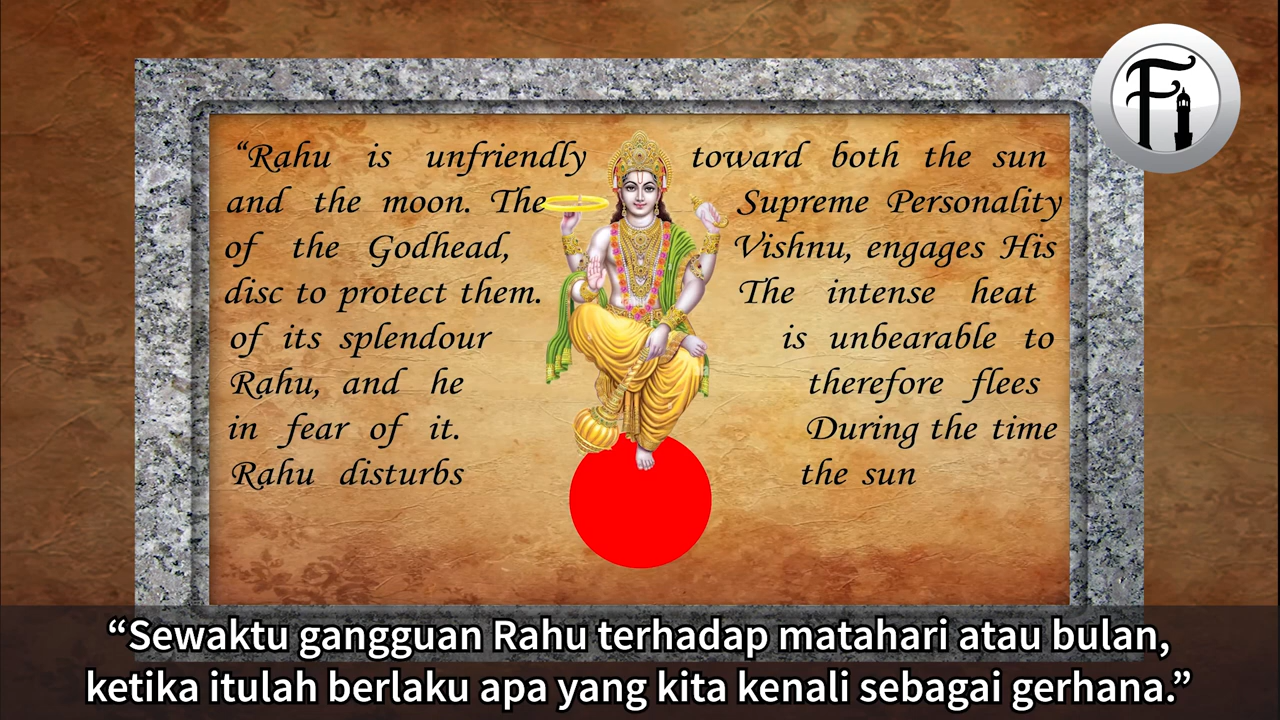 “Rahu is unfriendly toward both the sun
and the moon. The Supreme Personality
of the Godhead, Vishnu, engages His
disc to protect them. The intense heat
of its splendour is unbearable to
Rahu, and he therefore flees
in fear of it. During the time
Rahu disturbs the sun
Fi
“Sewaktu gangguan Rahu terhadap matahari atau bulan,
ketika itulah berlaku apa yang kita kenali sebagai gerhana.”